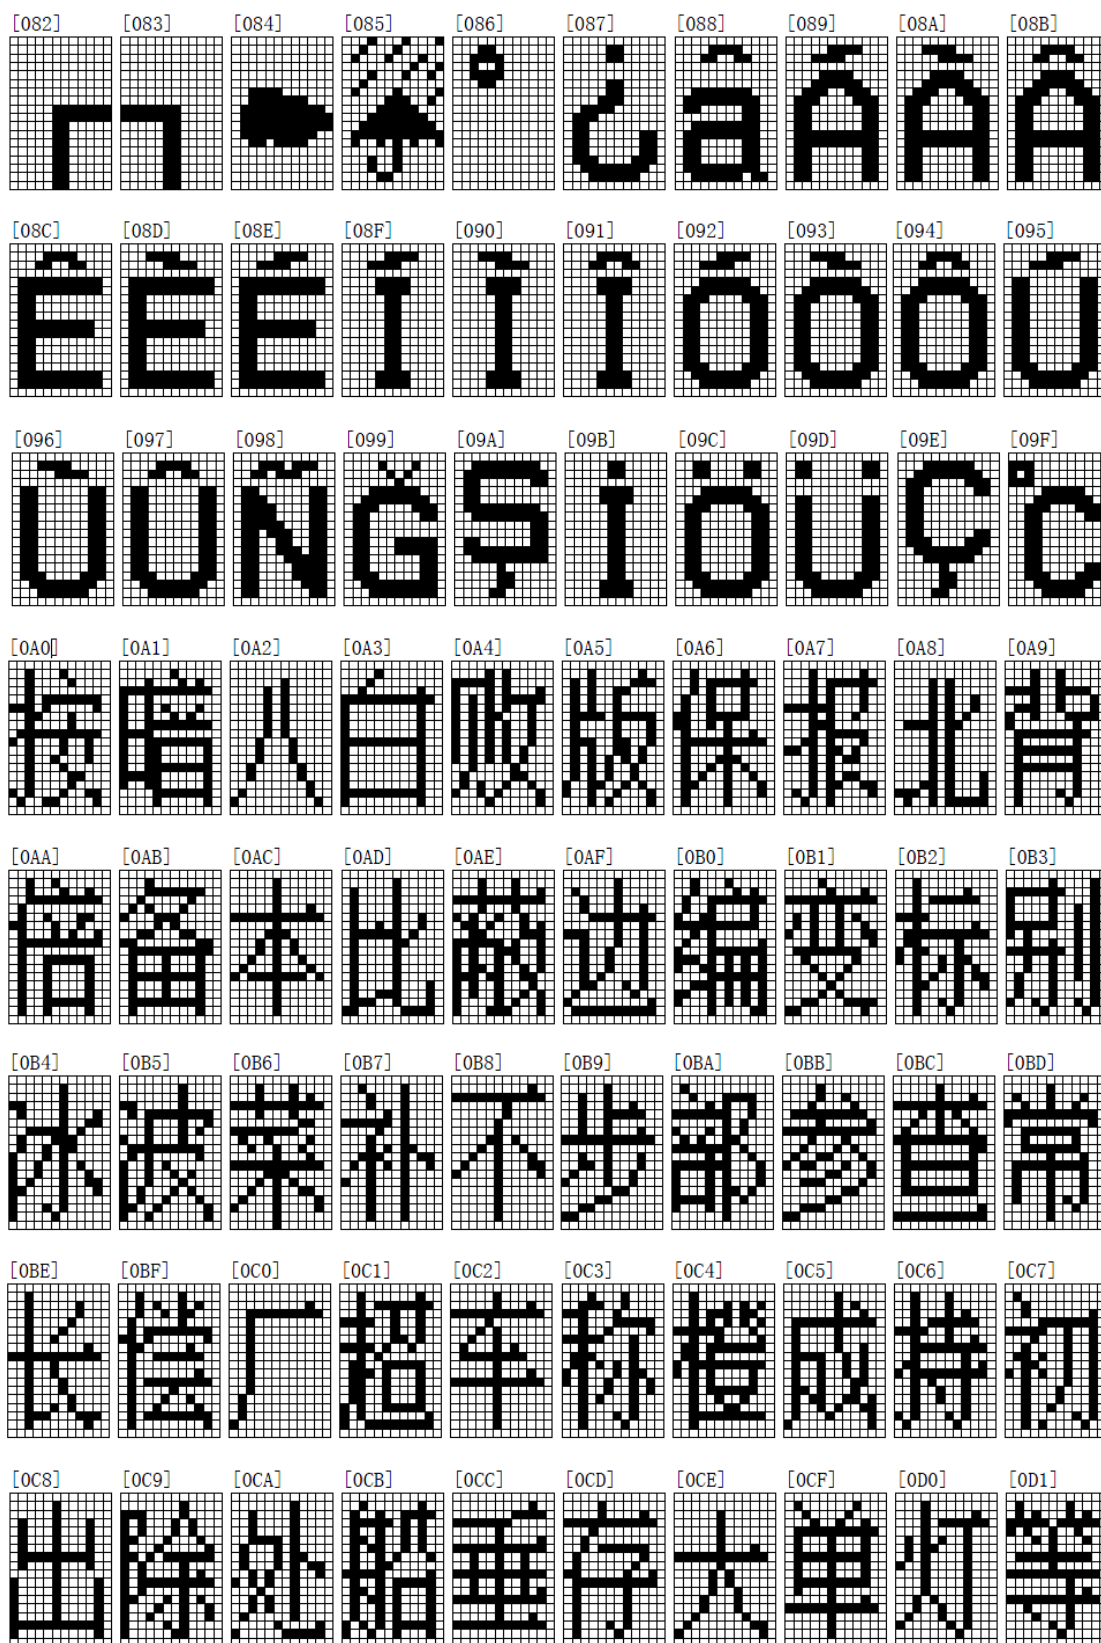 [082] [083] [084] [085] [086] [087] [088] [089] [08A] [08B]
° ¿ â Á À Â
[08C] [08D] [08E] [08F] [090] [091] [092] [093] [094] [095]
Ê È É Í Ì Î Ó Ò Ô Ú
[096] [097] [098] [099] [09A] [09B] [09C] [09D] [09E] [09F]
Ù Û Ñ Ğ Ş İ Ö Ü Ç ℃
[0A0] [0A1] [0A2] [0A3] [0A4] [0A5] [0A6] [0A7] [0A8] [0A9]
按 暗 八 白 败 版 保 报 北 背
[0AA] [0AB] [0AC] [0AD] [0AE] [0AF] [0B0] [0B1] [0B2] [0B3]
备 本 比 蔽 边 编 变 标 别
[0B4] [0B5] [0B6] [0B7] [0B8] [0B9] [0BA] [0BB] [0BC] [0BD]
冰 波 菜 补 不 步 部 参 查 常
[0BE] [0BF] [0C0] [0C1] [0C2] [0C3] [0C4] [0C5] [0C6] [0C7]
长 厂 超 车 称 橙 成 持 初
[0C8] [0C9] [0CA] [0CB] [0CC] [0CD] [0CE] [0CF] [0D0] [0D1]
出 除 处 船 垂 存 大 单 灯 等